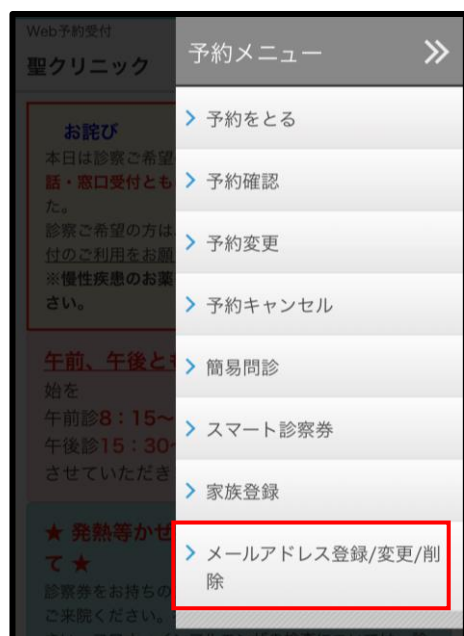 Web予約受付
聖クリニック
お詫び
本日は診察ご希望
話・窓口受付とも
た。
診察ご希望の方は
付のご利用をお願
※慢性疾患のお薬
さい。
午前、午後とも
始を
午前診8：15〜
午後診15：30〜
させていただき
★ 発熱等かぜ
て ★
診察券をお持ちの
ご来院ください。
予約メニュー
予約をとる
予約確認
予約変更
予約キャンセル
簡易問診
スマート診察券
家族登録
メールアドレス登録/変更/削
除